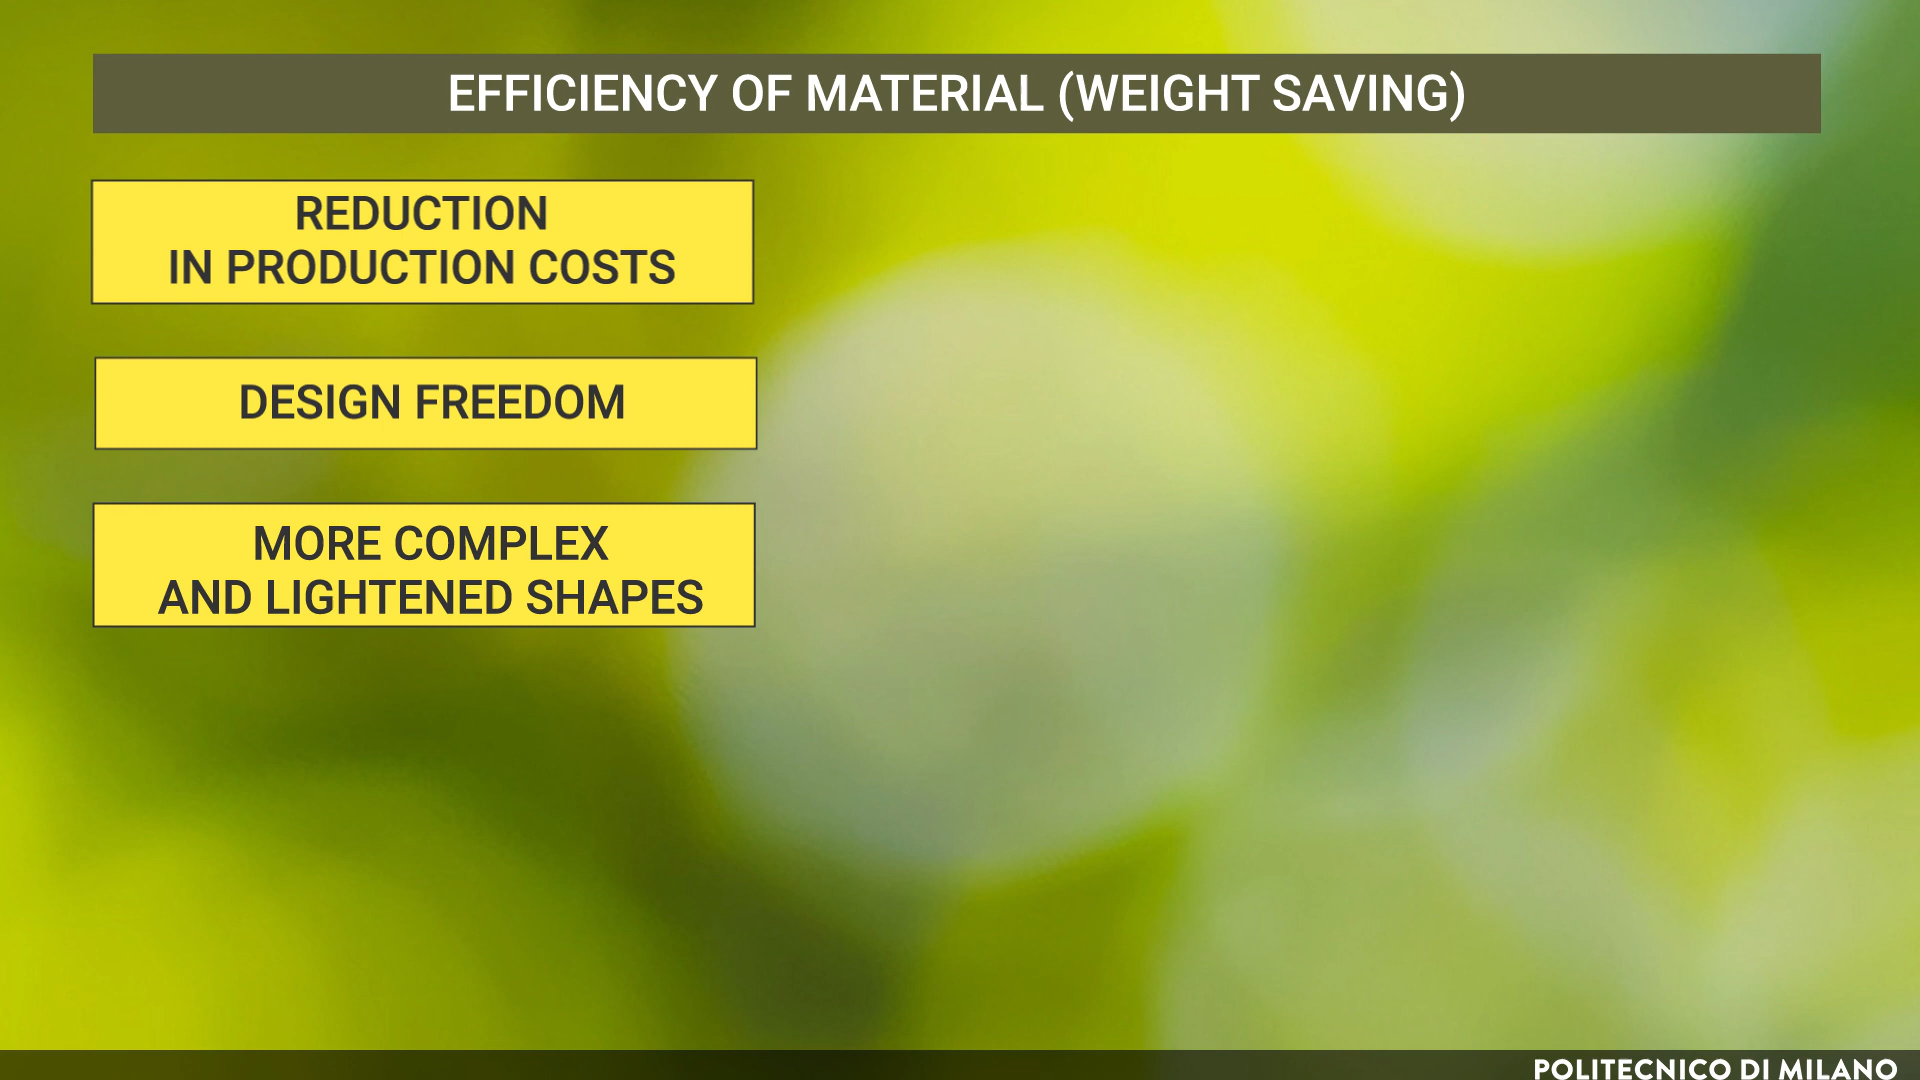 EFFICIENCY OF MATERIAL (WEIGHT SAVING)
REDUCTION
IN PRODUCTION COSTS
DESIGN FREEDOM
MORE COMPLEX
AND LIGHTENED SHAPES
POLITECNICO DI MILANO